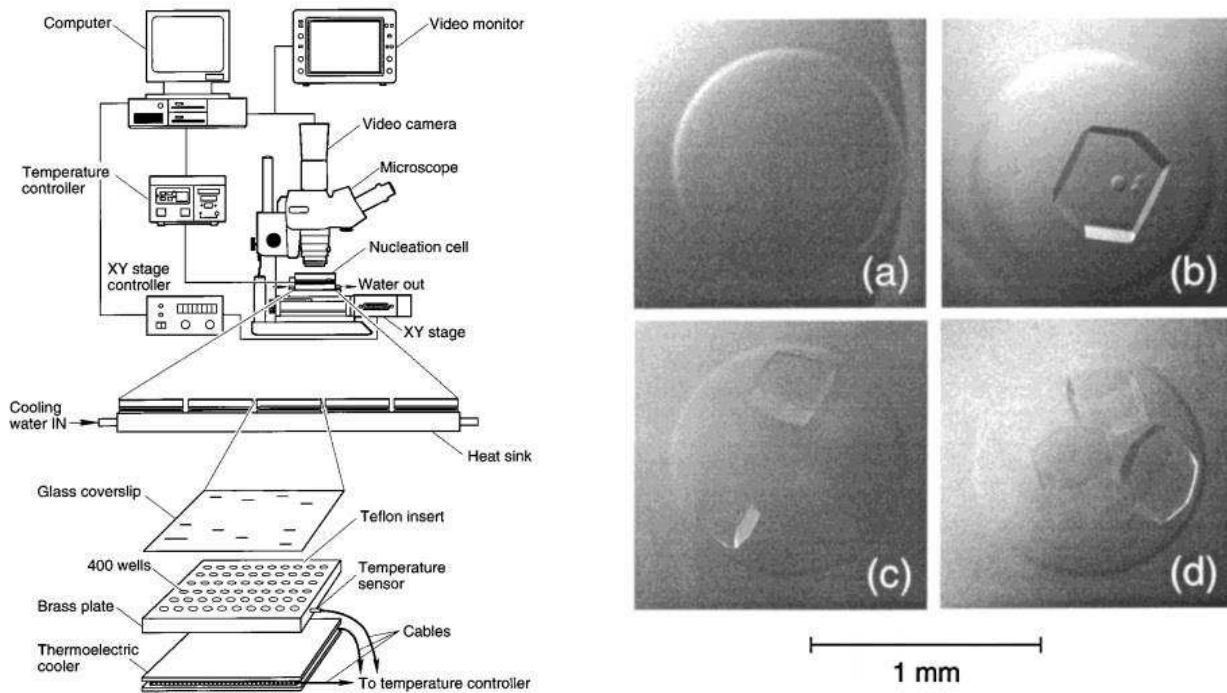 Computer
Video monitor
Video camera
Microscope
Temperature
controller
Nucleation cell
XY stage
controller
Water out
XY stage
Cooling
water IN
Heat sink
Glass coverslip
Teflon insert
400 wells
Temperature
sensor
Brass plate
Cables
Thermoelectric
cooler
To temperature controller
(a)
(b)
(c)
(d)
1 mm